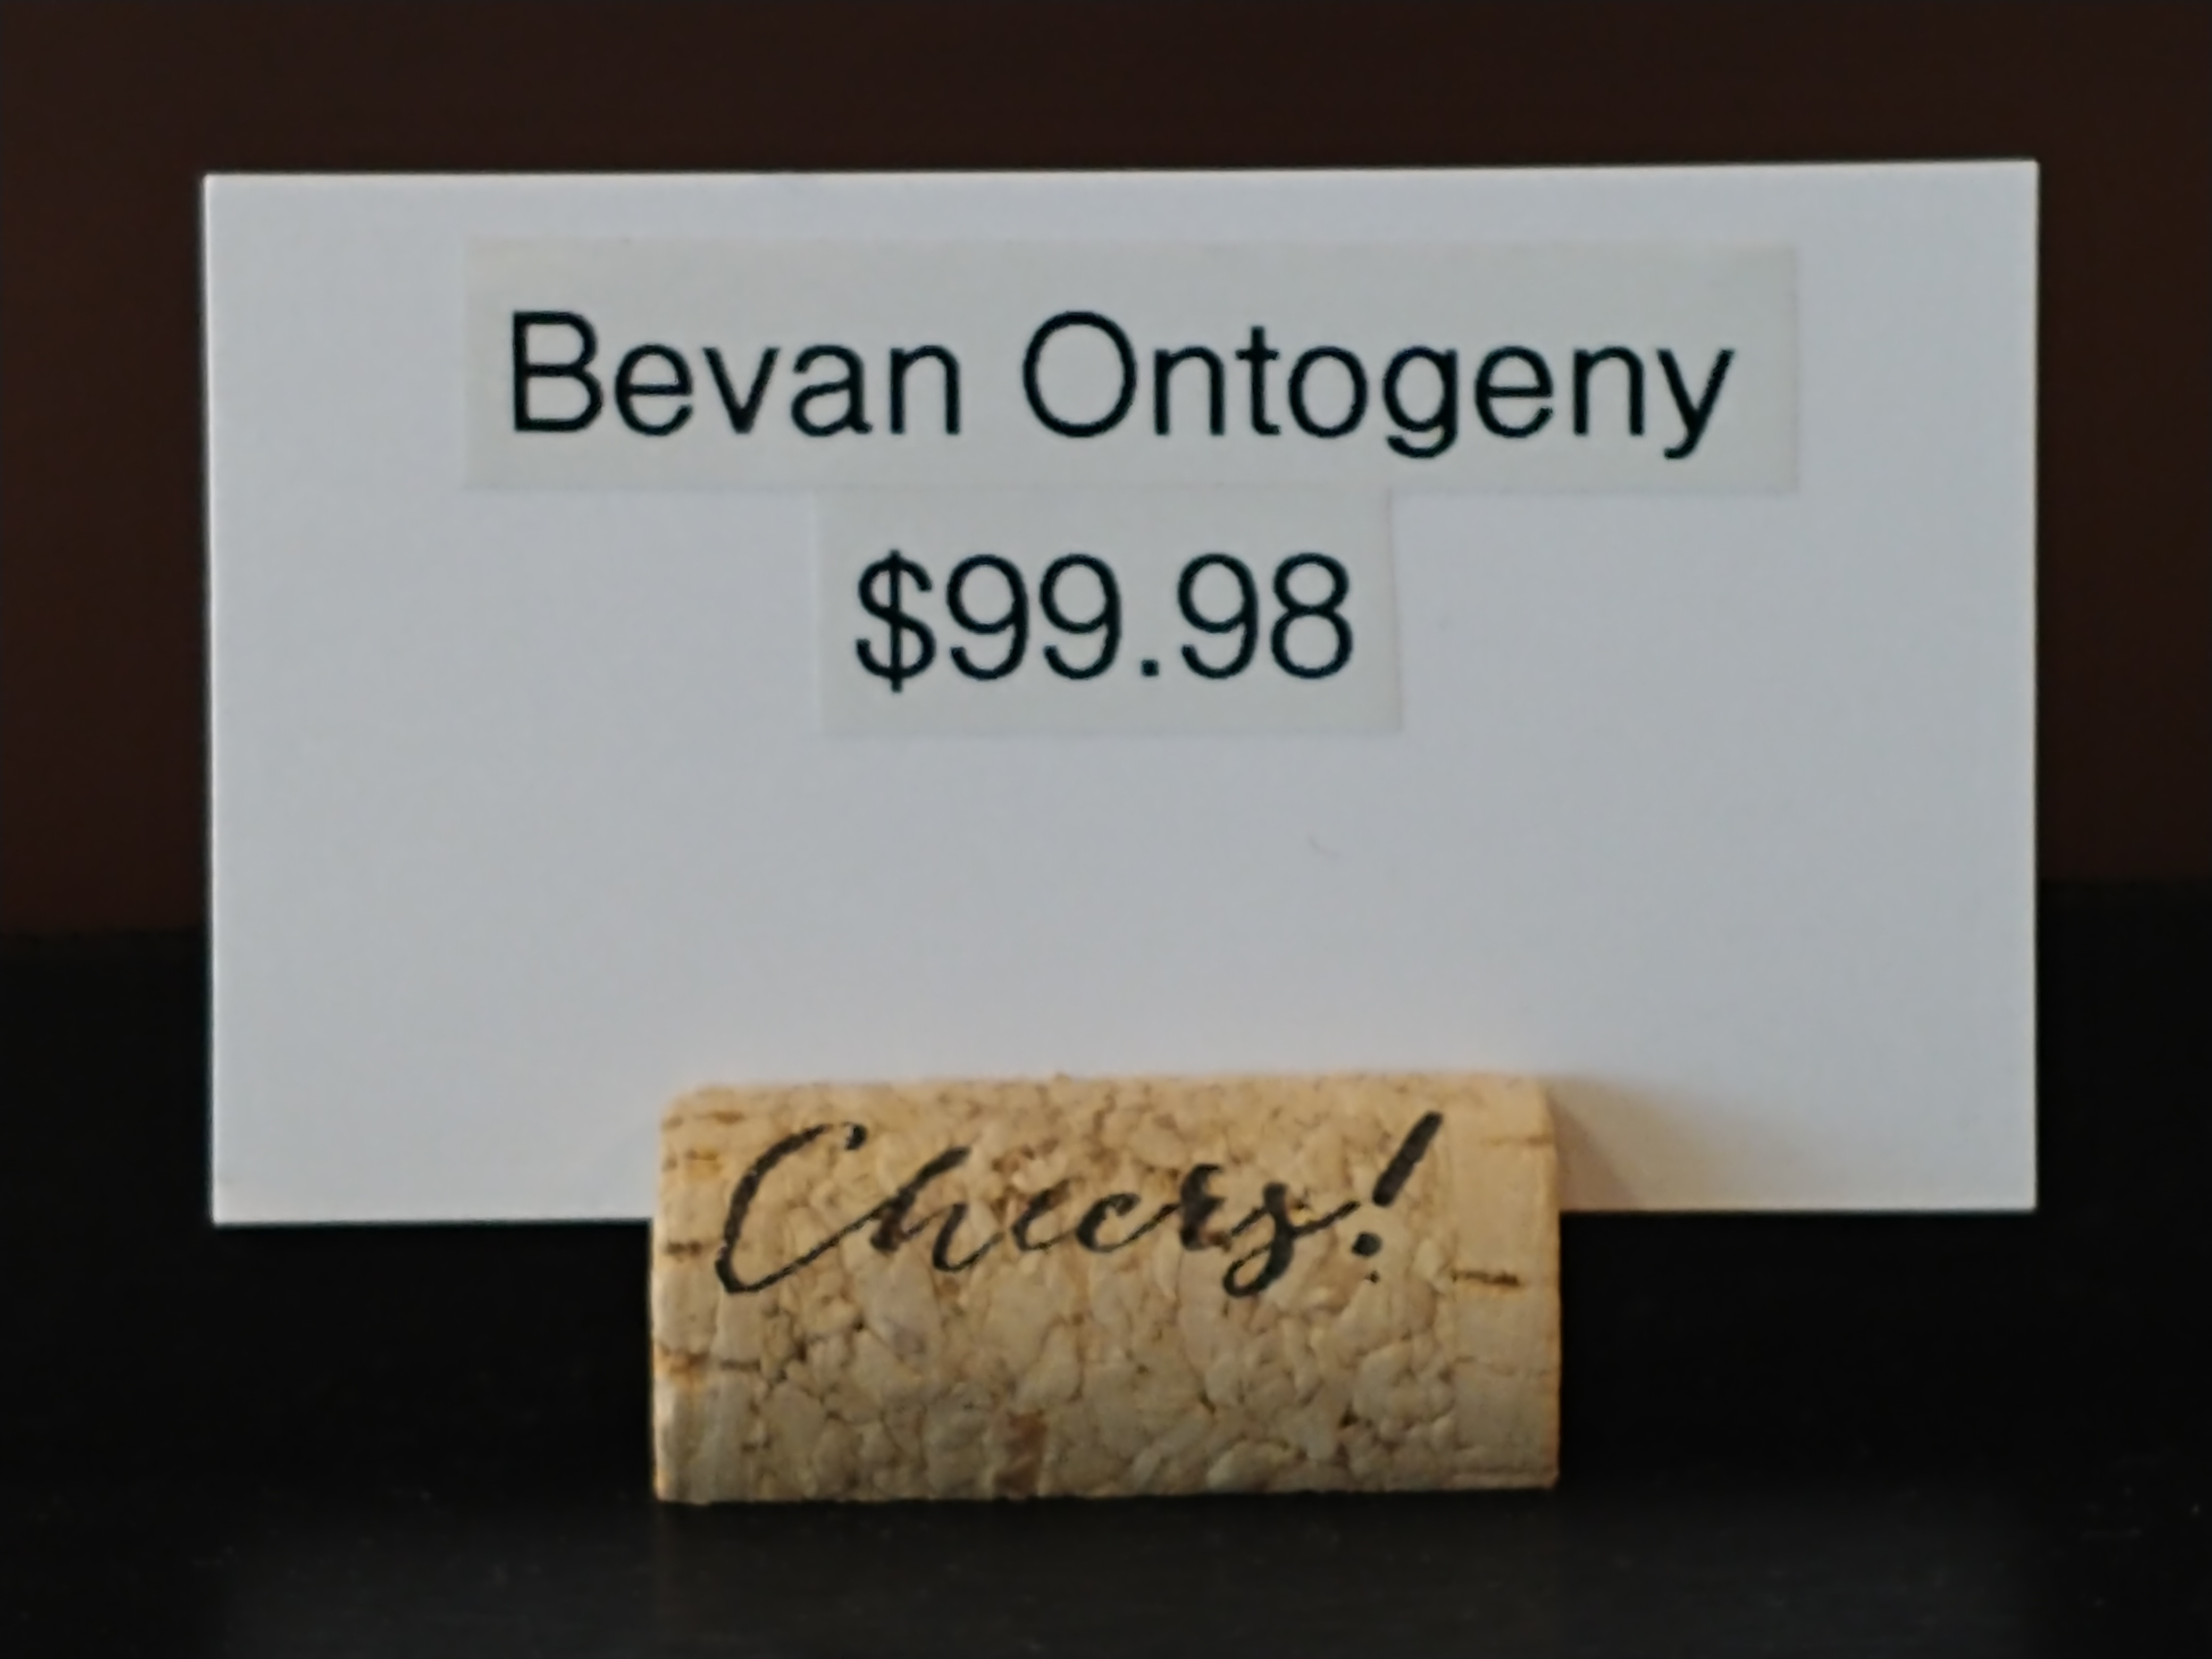 Bevan Ontogeny
$99.98
Cheers!